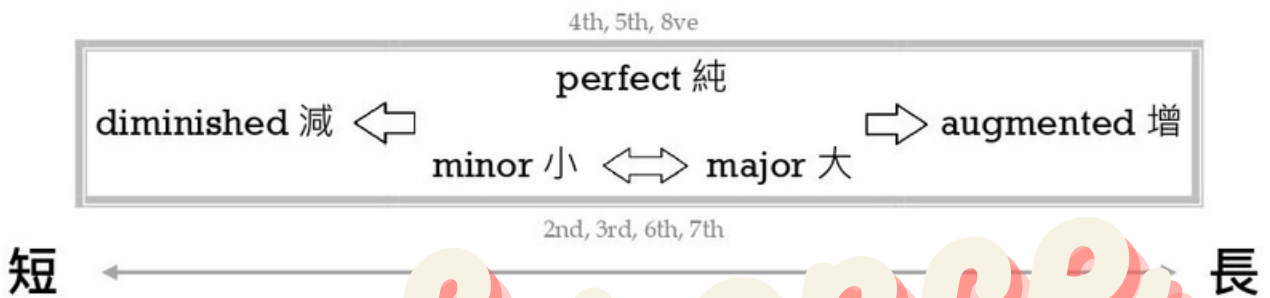 4th, 5th, 8ve
perfect 純
diminished 減
augmented 增
minor 小
major 大
2nd, 3rd, 6th, 7th
短
長